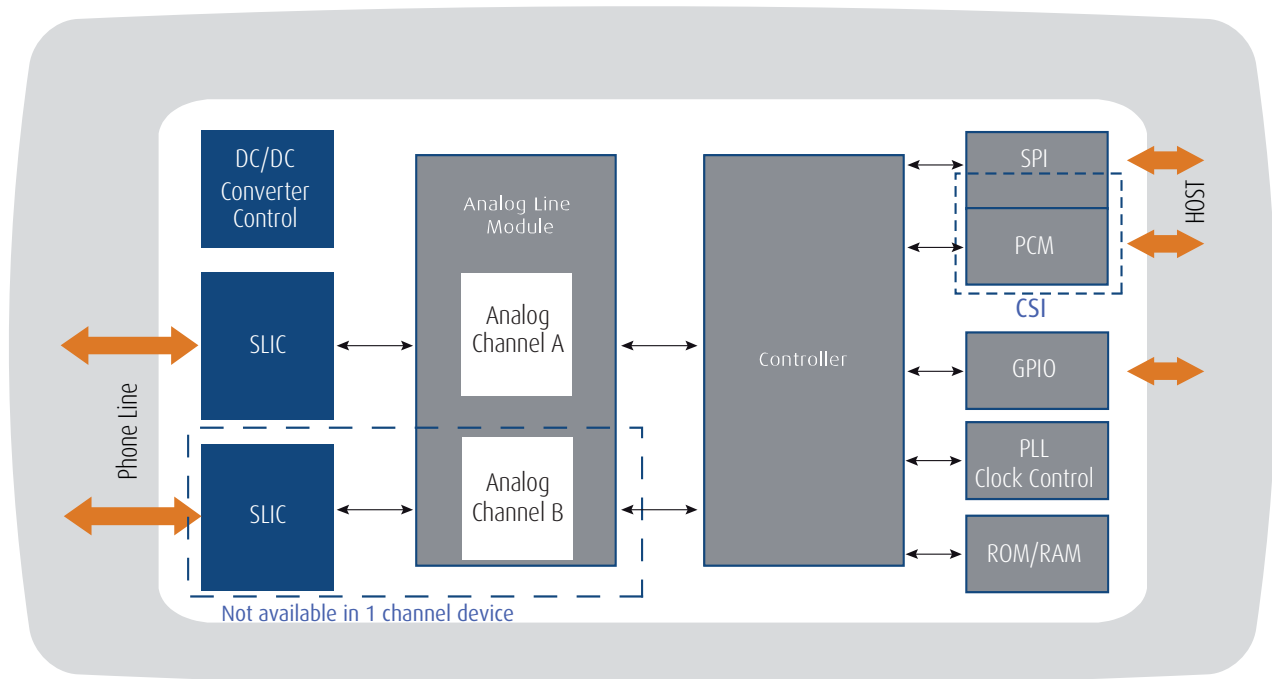 DC/DC
Converter
Control
SLIC
SLIC
Phone Line
Not available in 1 channel device
Analog Line
Module
Analog
Channel A
Analog
Channel B
Controller
SPI
PCM
CSI
HOST
GPIO
PLL
Clock Control
ROM/RAM